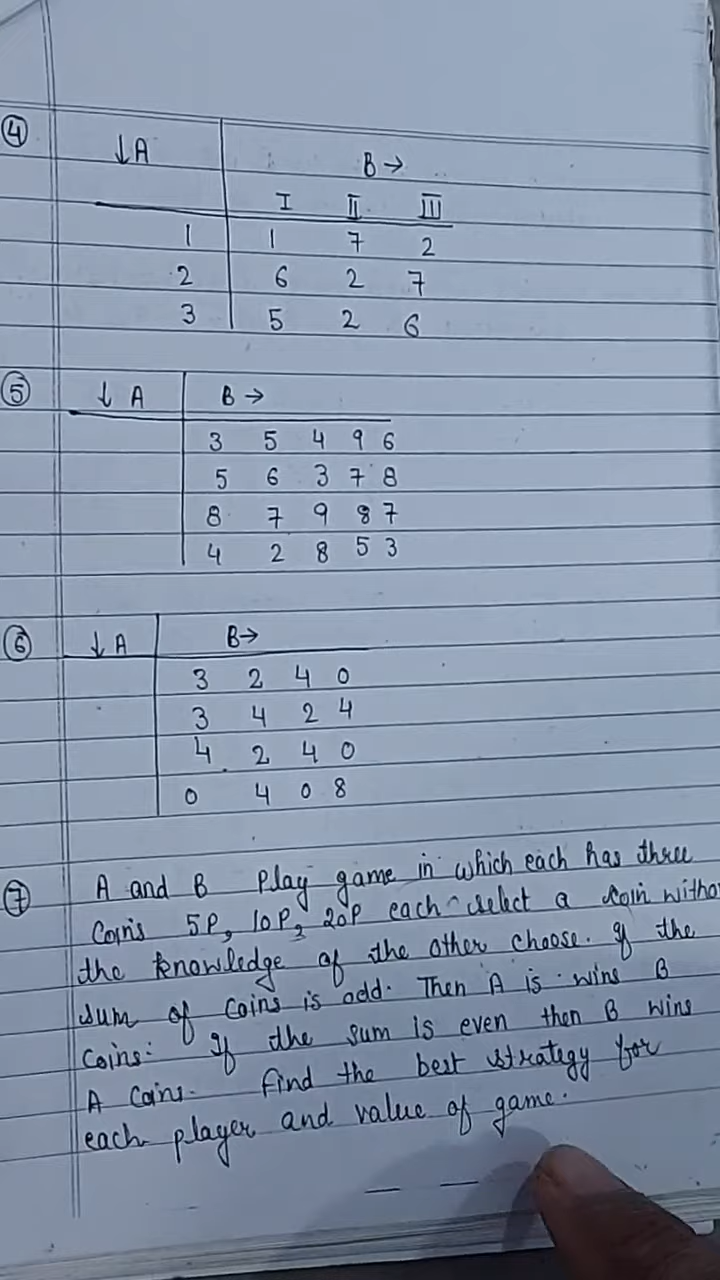 ④ ↓A B→
I II III
1 1 7 2
2 6 2 7
3 5 2 6
⑤ ↓ A B →
3 5 4 9 6
5 6 3 7 8
8 7 9 8 7
4 2 8 5 3
⑥ ↓ A B→
3 2 4 0
3 4 2 4
4 2 4 0
0 4 0 8
⑦ A and B Play game in which each has three
Coins 5P, 10P, 20P each select a coin witho
the knowledge of the other choose. If the
sum of coins is odd. Then A is wins B
coins. If the sum is even then B wins
A Coins. find the best strategy for
each player and value of game.